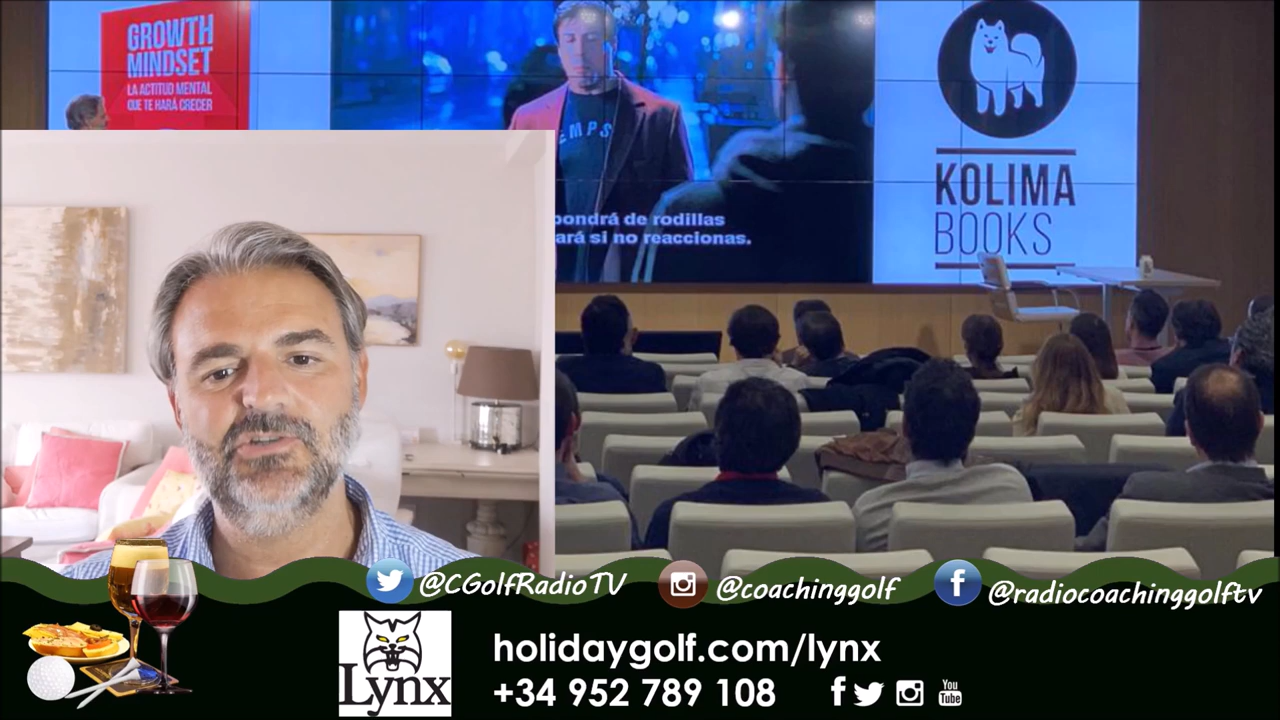 GROWTH
MINDSET
LA ACTITUD MENTAL
QUE TE HARÁ CRECER
EMPS
pondrá de rodillas
ará si no reaccionas.
KOLIMA
BOOKS
@CGolfRadioTV
@coachinggolf
@radiocoachinggolftv
Lynx
holidaygolf.com/lynx
+34 952 789 108
You
Tube